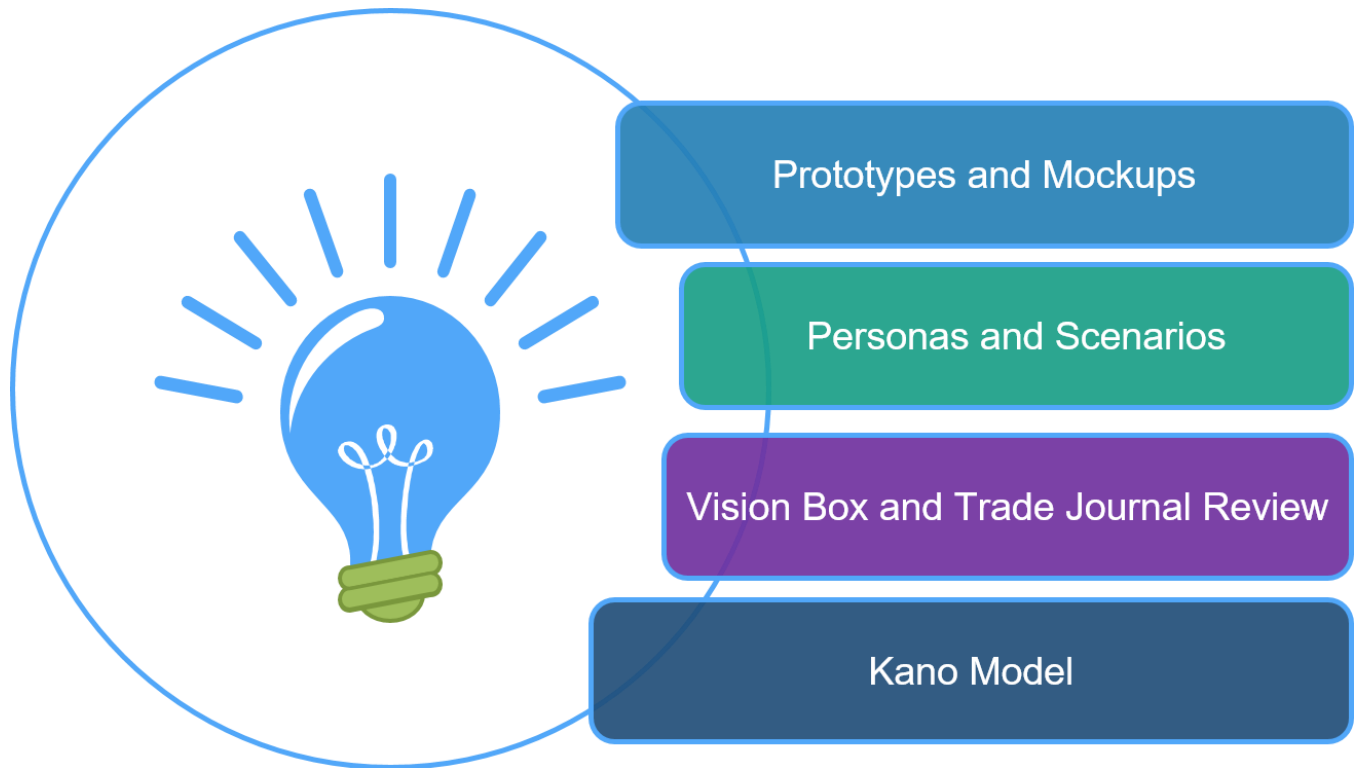 Prototypes and Mockups
Personas and Scenarios
Vision Box and Trade Journal Review
Kano Model